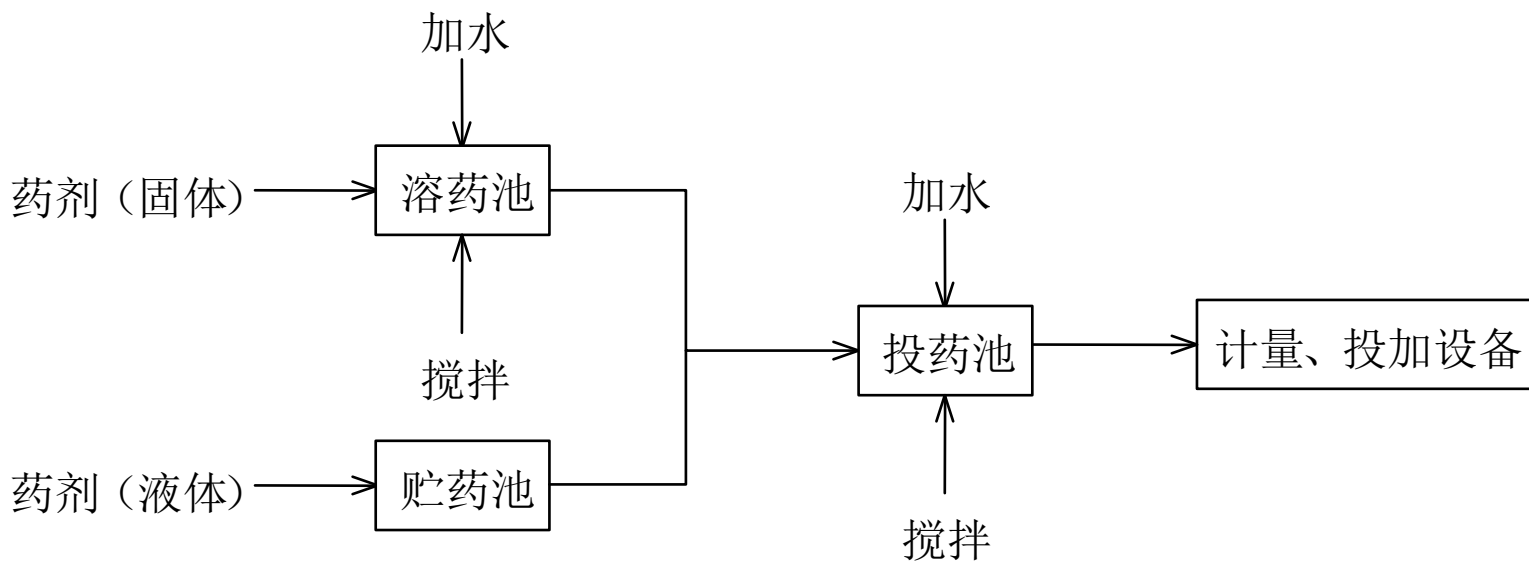 加水
药剂（固体）
溶药池
搅拌
药剂（液体）
贮药池
加水
投药池
搅拌
计量、投加设备